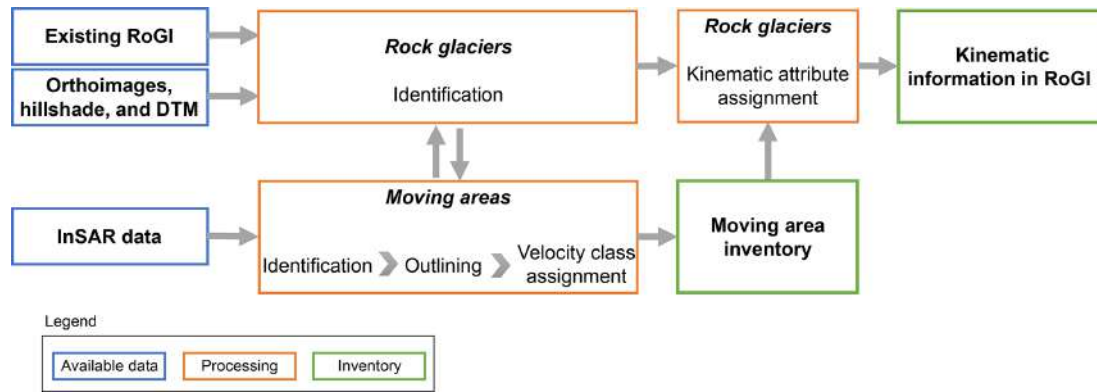 Existing RoGI
Orthoimages,
hillshade, and DTM
Rock glaciers
Identification
Rock glaciers
Kinematic attribute
assignment
Kinematic
information in RoGI
InSAR data
Moving areas
Identification
Outlining
Velocity class
assignment
Moving area
inventory
Legend
Available data
Processing
Inventory